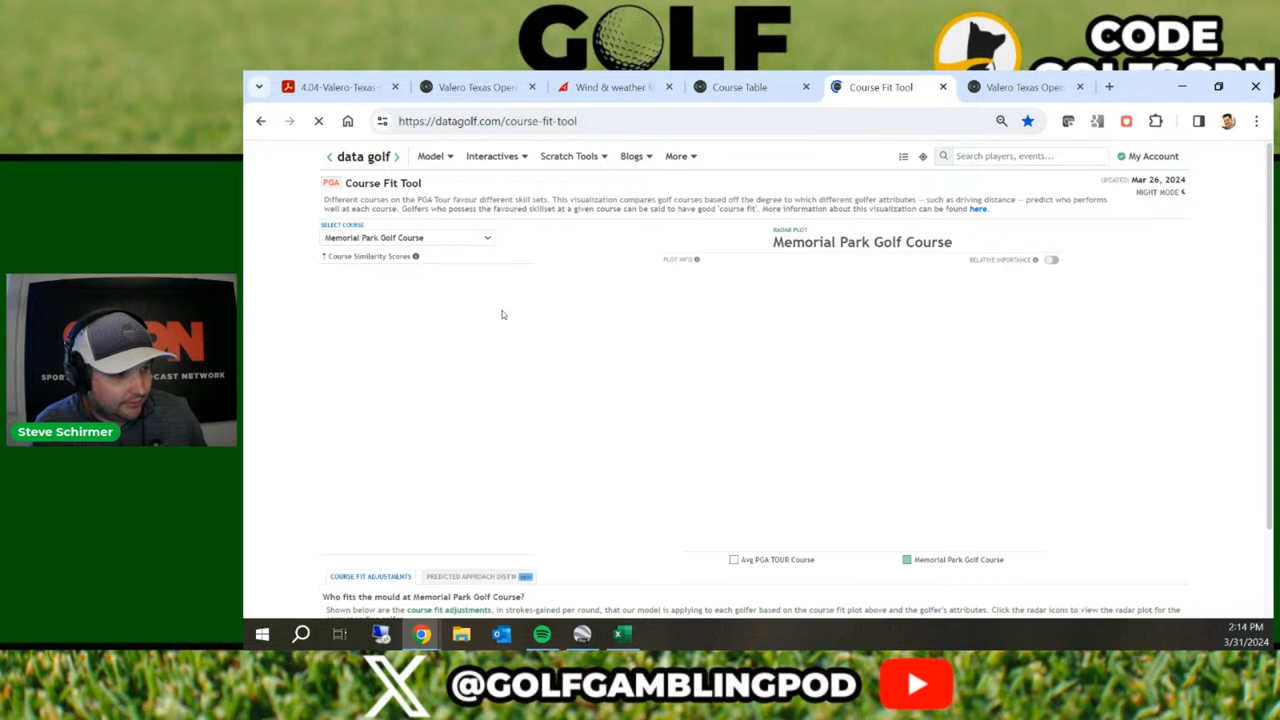 GOLF
CODE
4.04-Valero-Texas-
Valero Texas Open
Wind & weather f
Course Table
Course Fit Tool
Valero Texas Open
https://datagolf.com/course-fit-tool
data golf
Model
Interactives
Scratch Tools
Blogs
More
Search players, events...
My Account
PGA Course Fit Tool
UPDATED: Mar 26, 2024
NIGHT MODE
Different courses on the PGA Tour favour different skill sets. This visualization compares golf courses based off the degree to which different golfer attributes — such as driving distance — predict who performs
well at each course. Golfers who possess the favoured skillset at a given course can be said to have good 'course fit'. More information about this visualization can be found here.
SELECT COURSE
Memorial Park Golf Course
Course Similarity Scores
RADAR PLOT
Memorial Park Golf Course
PLOT INFO
RELATIVE IMPORTANCE
Avg PGA TOUR Course
Memorial Park Golf Course
COURSE FIT ADJUSTMENTS
PREDICTED APPROACH DIST'N
Who fits the mould at Memorial Park Golf Course?
Shown below are the course fit adjustments, in strokes-gained per round, that our model is applying to each golfer based on the course fit plot above and the golfer's attributes. Click the radar icons to view the radar plot for the
SPOR
CAST NETWORK
Steve Schirmer
2:14 PM
3/31/2024
X @GOLFGAMBLINGPOD